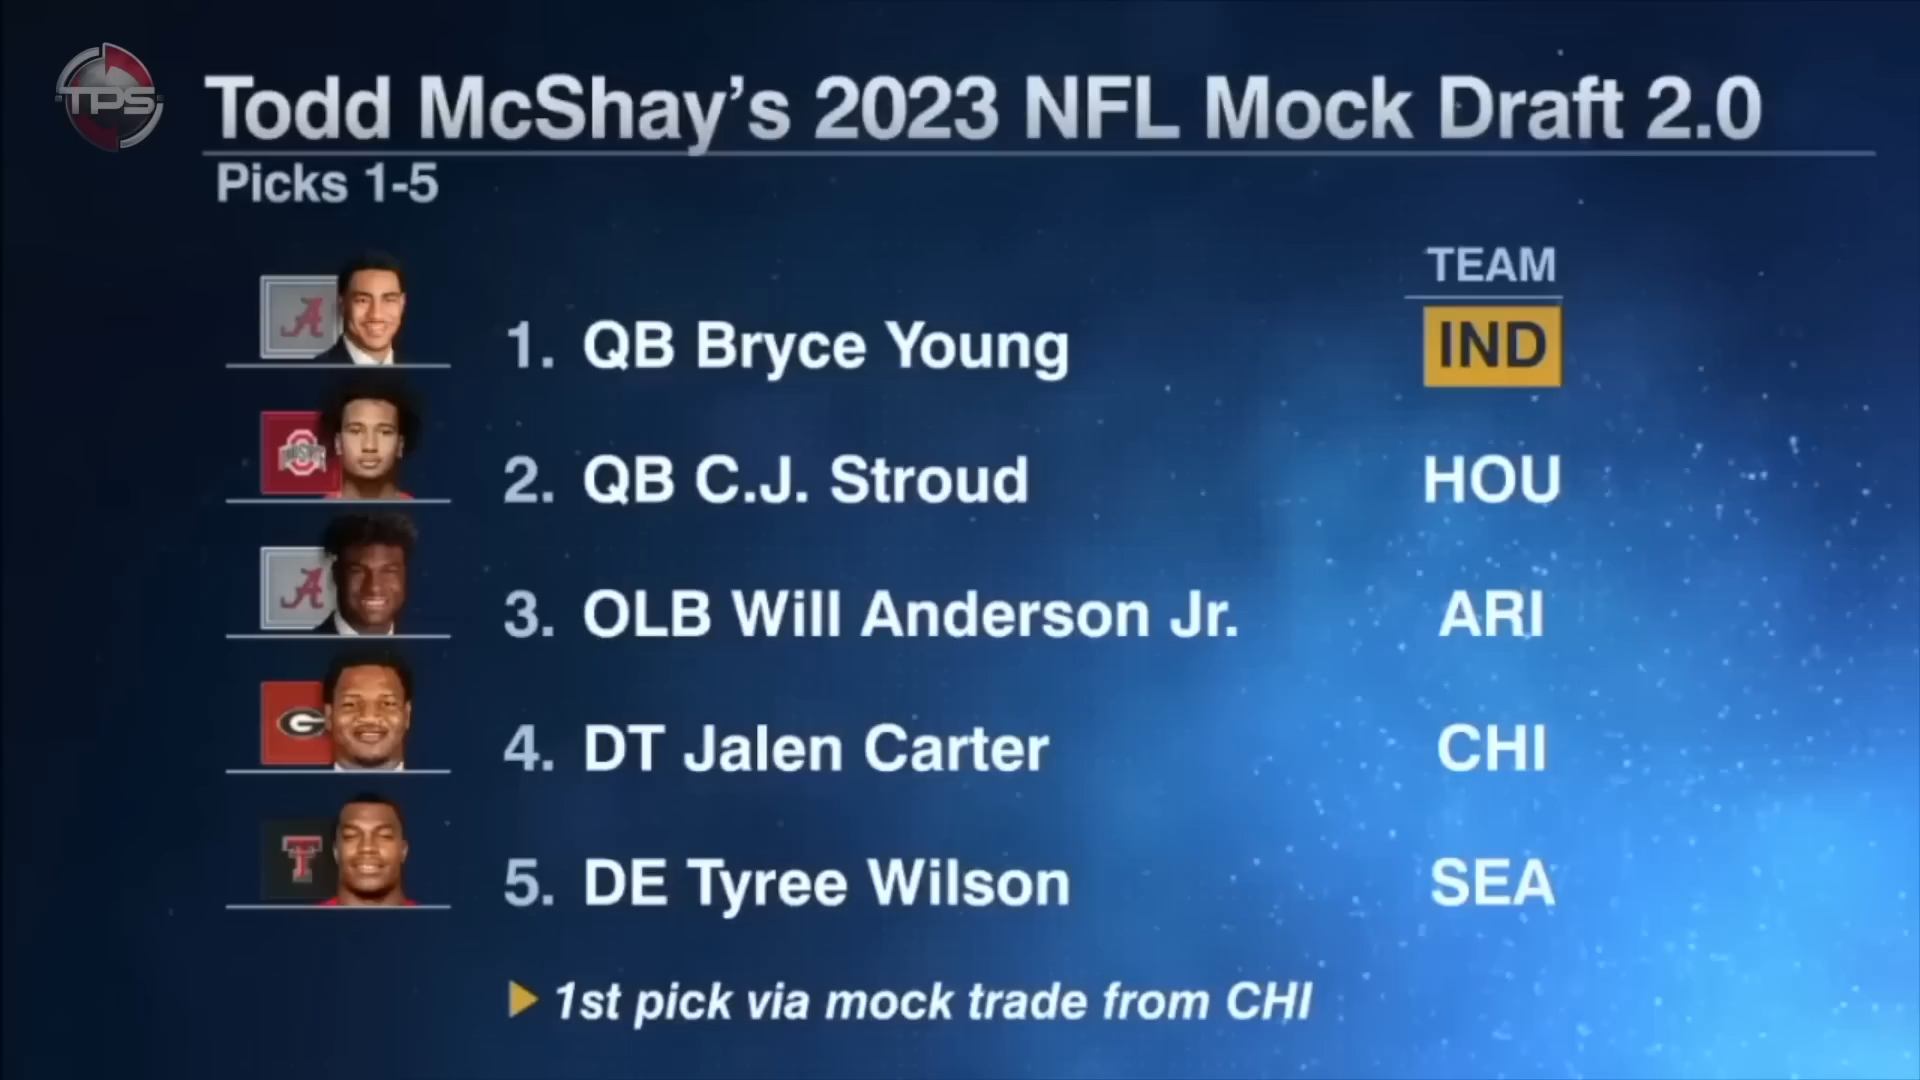 TPS
Todd McShay's 2023 NFL Mock Draft 2.0
Picks 1-5
TEAM
1. QB Bryce Young IND
2. QB C.J. Stroud HOU
3. OLB Will Anderson Jr. ARI
4. DT Jalen Carter CHI
5. DE Tyree Wilson SEA
1st pick via mock trade from CHI